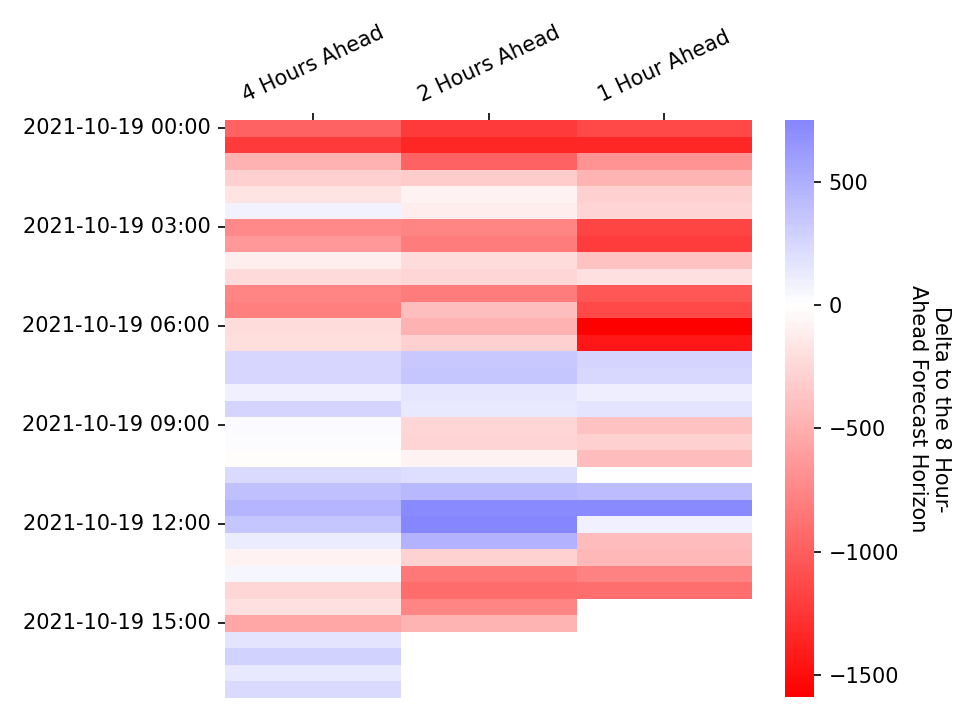 4 Hours Ahead
2 Hours Ahead
1 Hour Ahead
2021-10-19 00:00
2021-10-19 03:00
2021-10-19 06:00
2021-10-19 09:00
2021-10-19 12:00
2021-10-19 15:00
500
0
−500
−1000
−1500
Delta to the 8 Hour-
Ahead Forecast Horizon